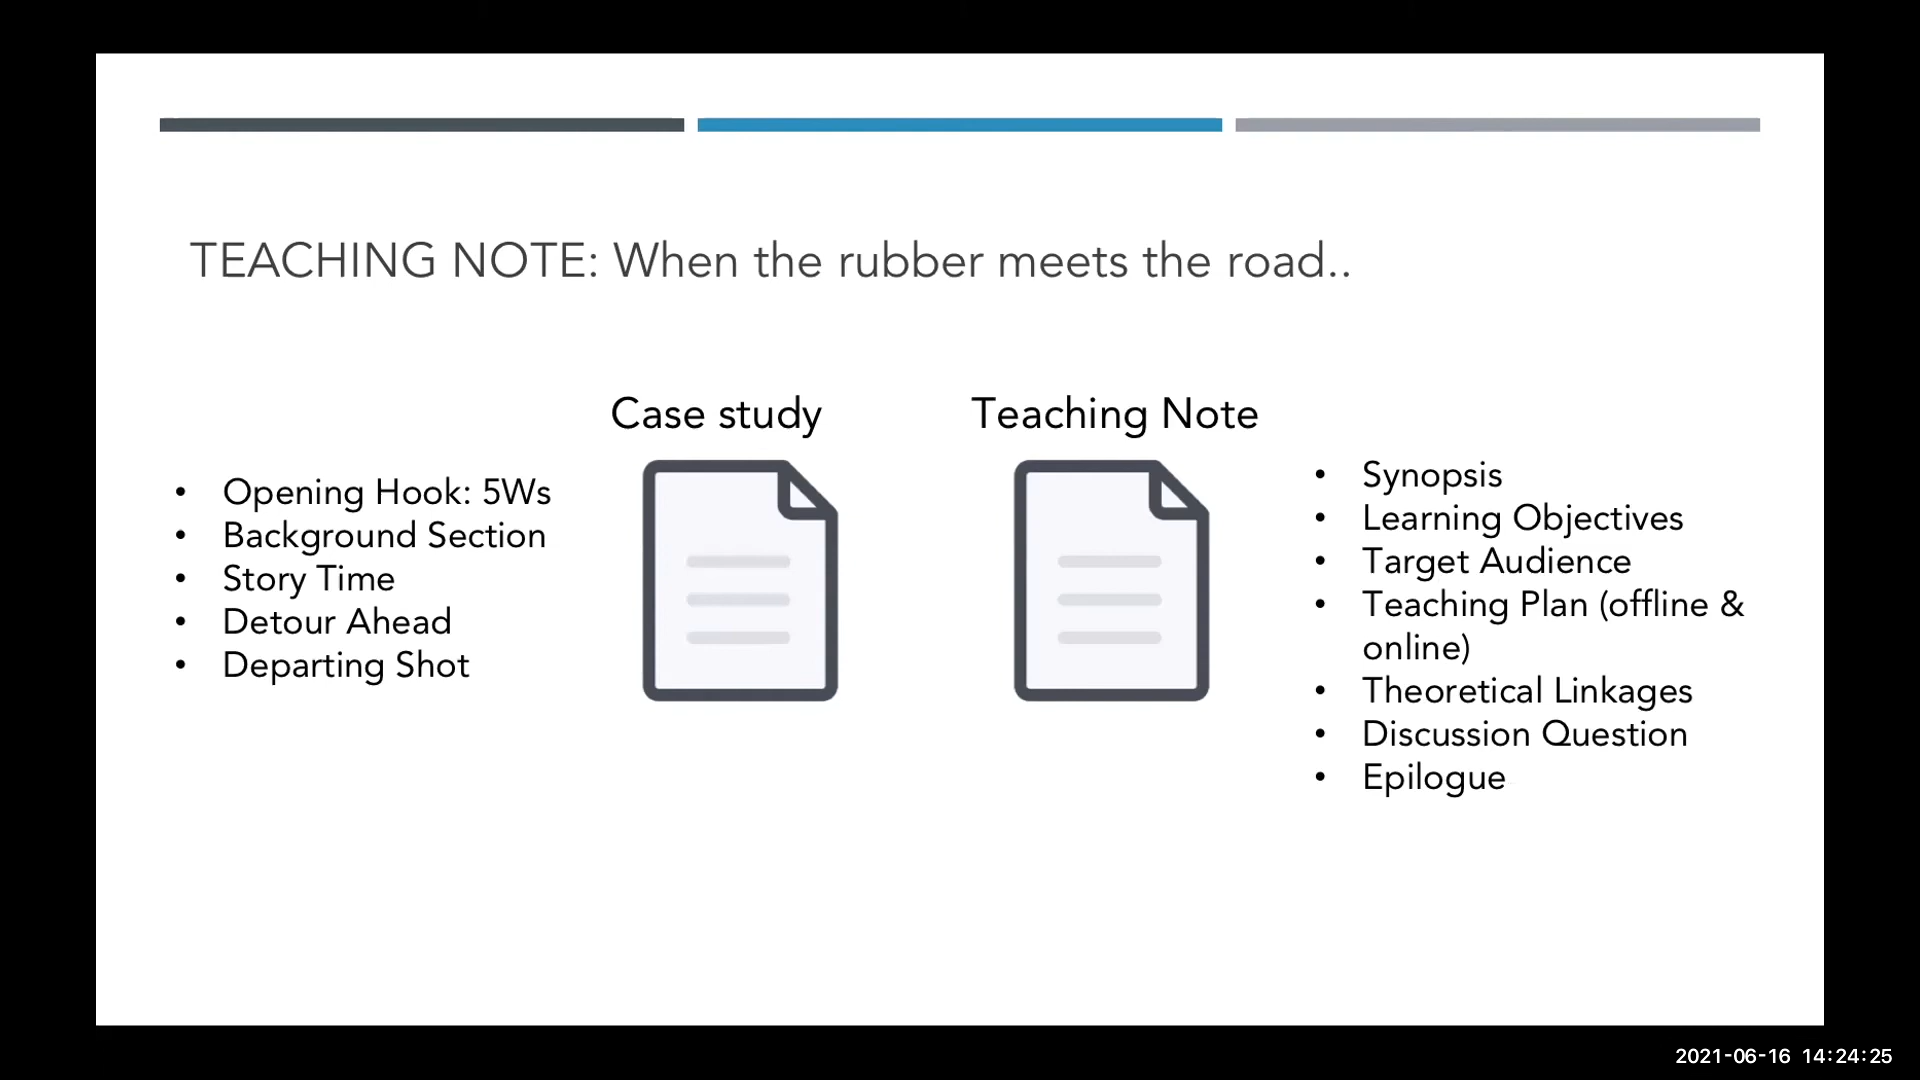 TEACHING NOTE: When the rubber meets the road..
Case study
• Opening Hook: 5Ws
• Background Section
• Story Time
• Detour Ahead
• Departing Shot
Teaching Note
• Synopsis
• Learning Objectives
• Target Audience
• Teaching Plan (offline &
online)
• Theoretical Linkages
• Discussion Question
• Epilogue
2021-06-16 14:24:25